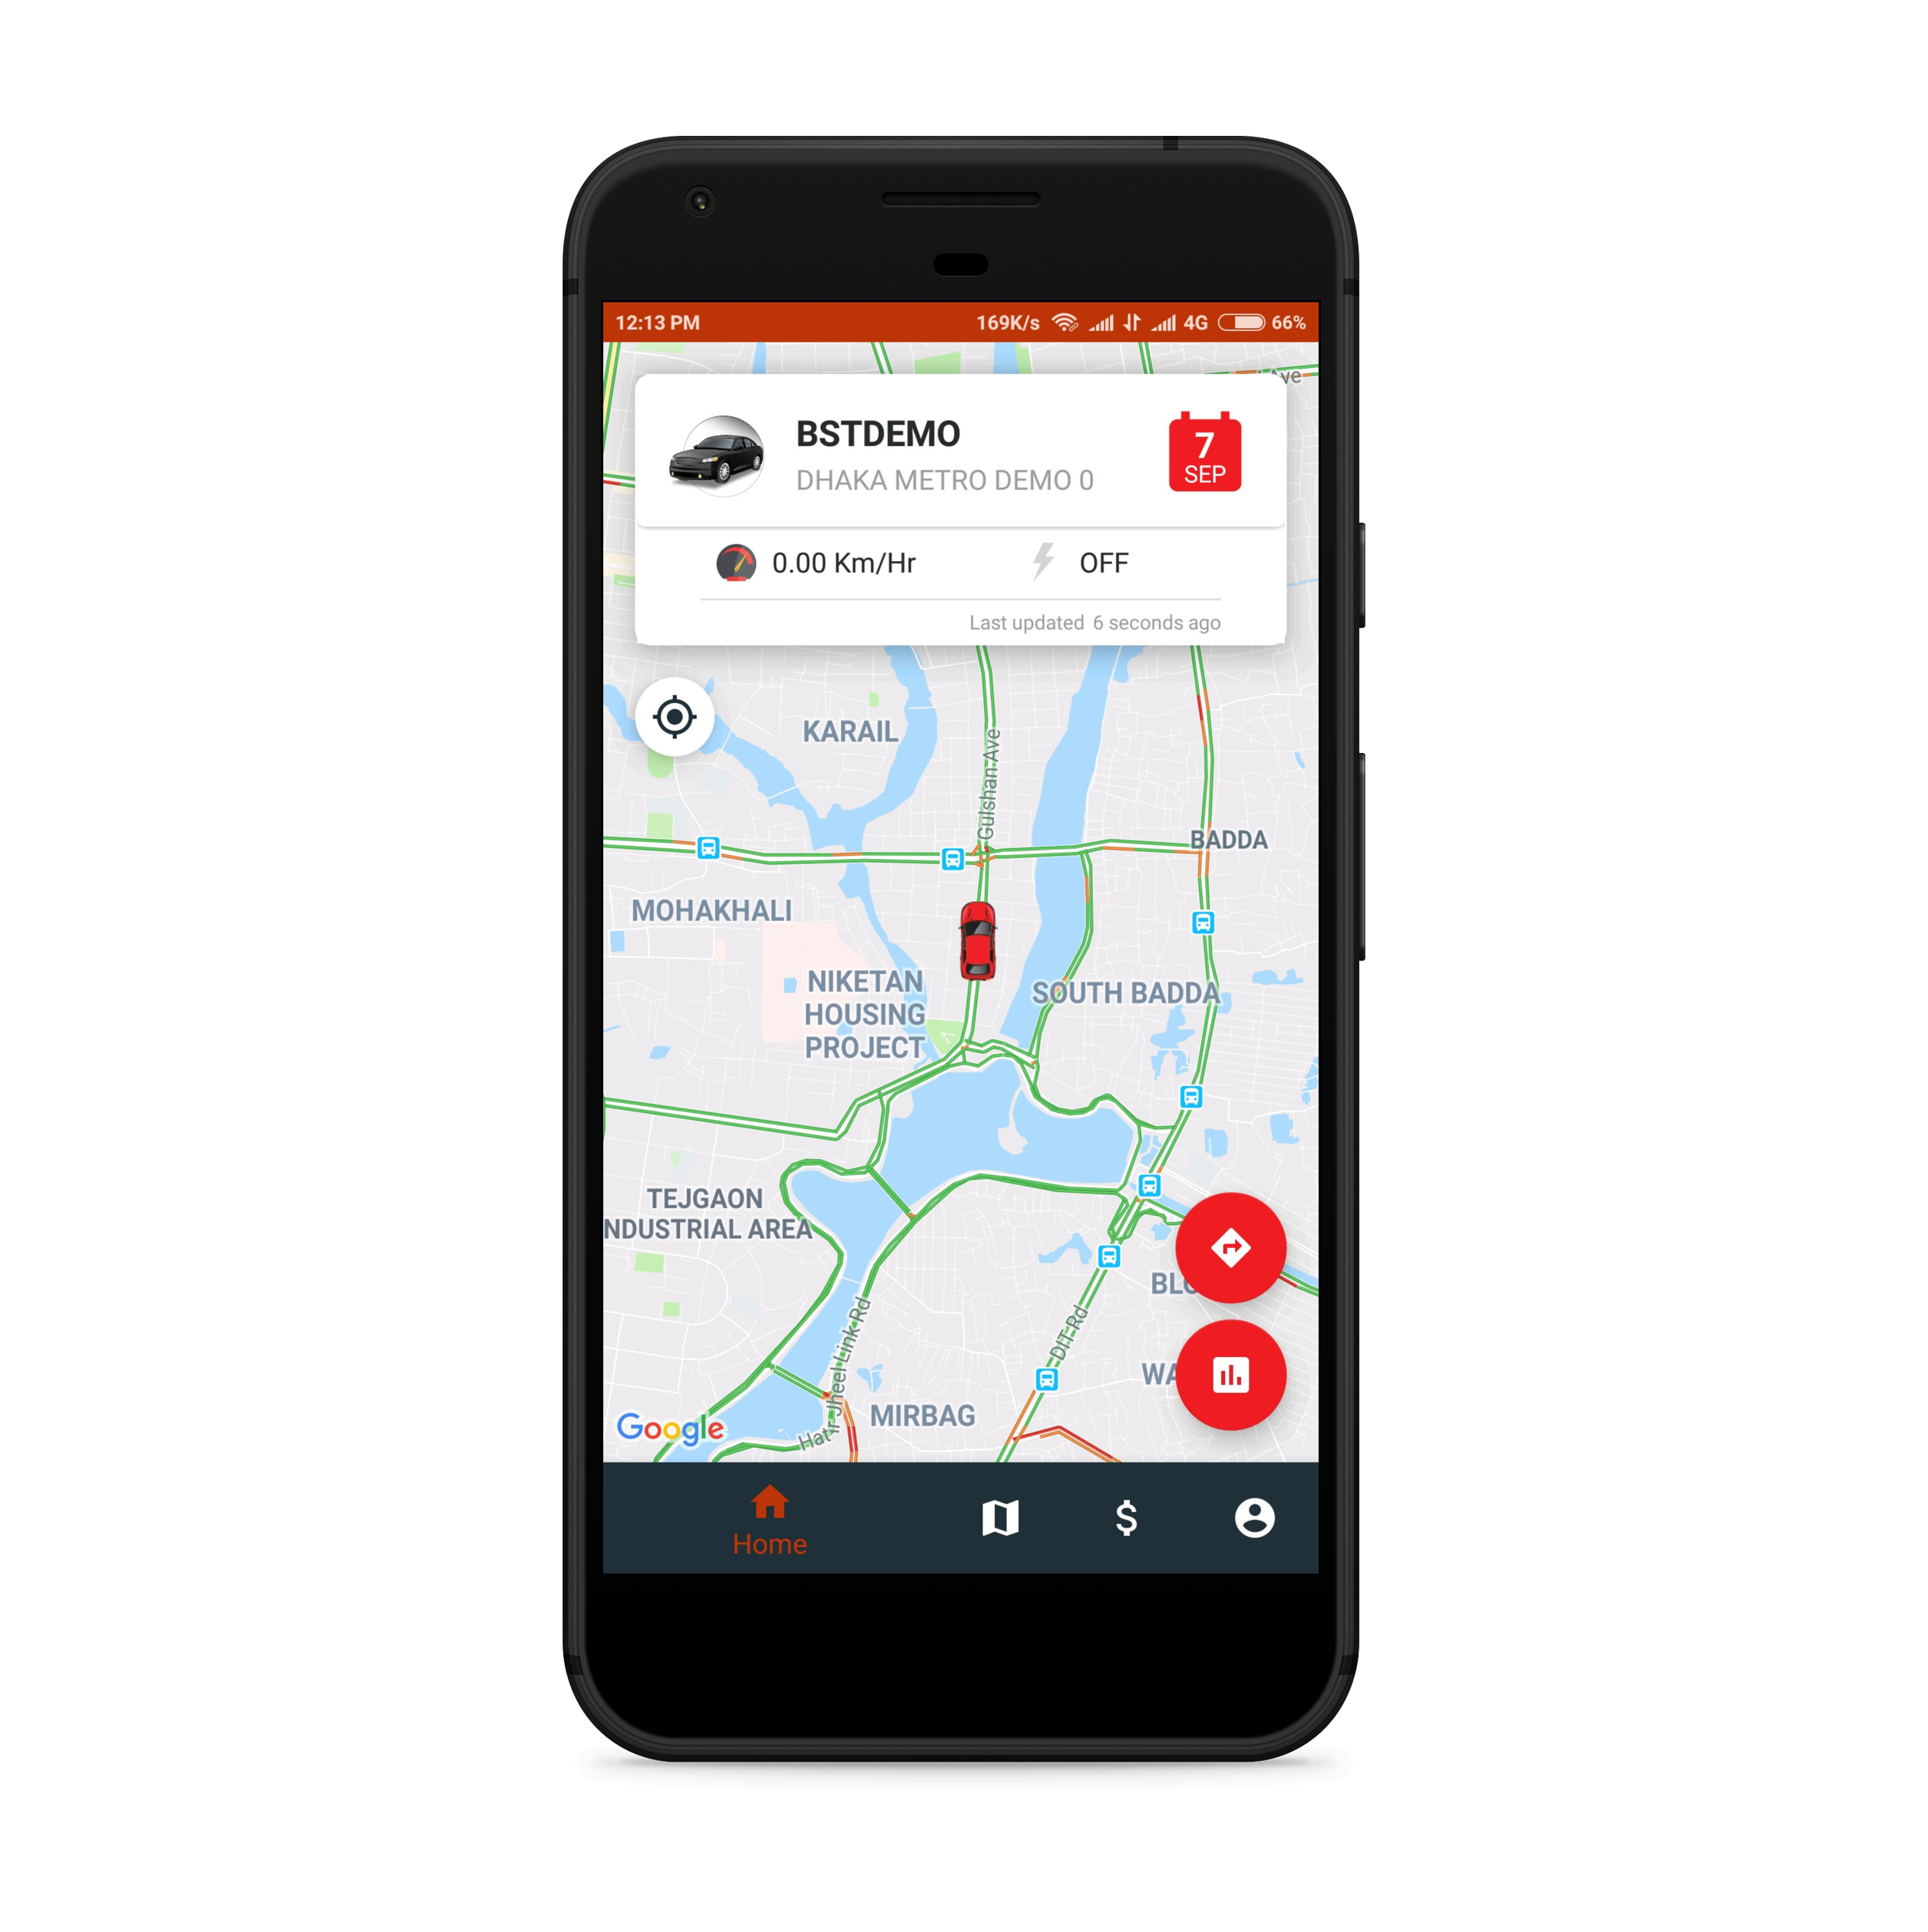 12:13 PM
169K/s 4G 66%
Ave
BSTDEMO
DHAKA METRO DEMO 0
7
SEP
0.00 Km/Hr
OFF
Last updated 6 seconds ago
KARAIL
Gulshan Ave
BADDA
MOHAKHALI
NIKETAN
HOUSING
PROJECT
SOUTH BADDA
TEJGAON
NDUSTRIAL AREA
DIT Rd
Hatir Jheel Link Rd
MIRBAG
Google
$
Home